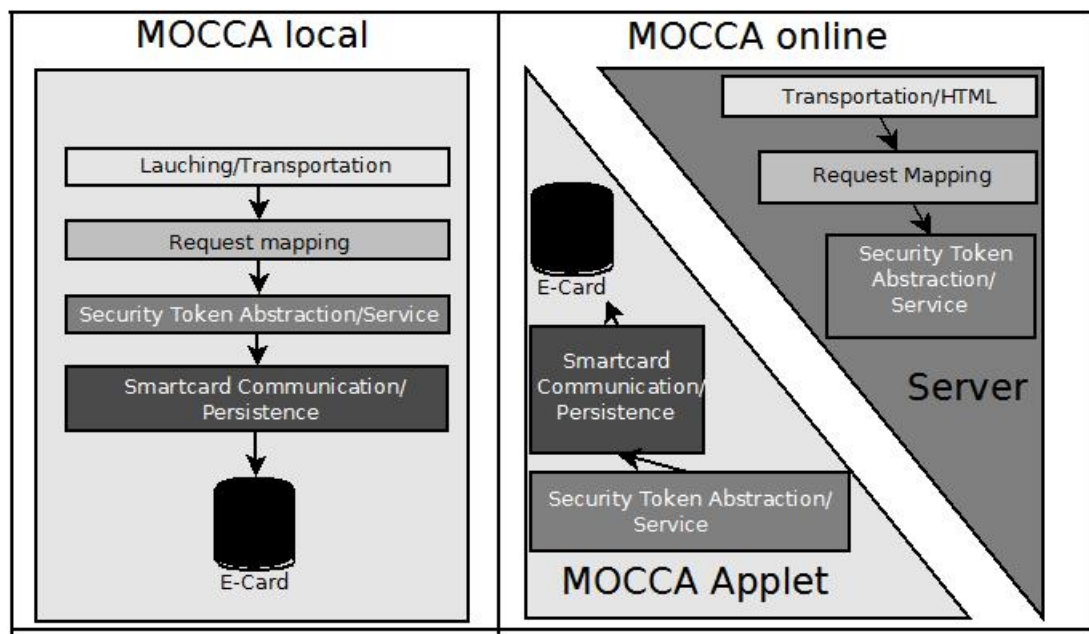 MOCCA local
Lauching/Transportation
Request mapping
Security Token Abstraction/Service
Smartcard Communication/
Persistence
E-Card
MOCCA online
Transportation/HTML
Request Mapping
Security Token
Abstraction/
Service
Server
E-Card
Smartcard
Communication/
Persistence
Security Token Abstraction/
Service
MOCCA Applet